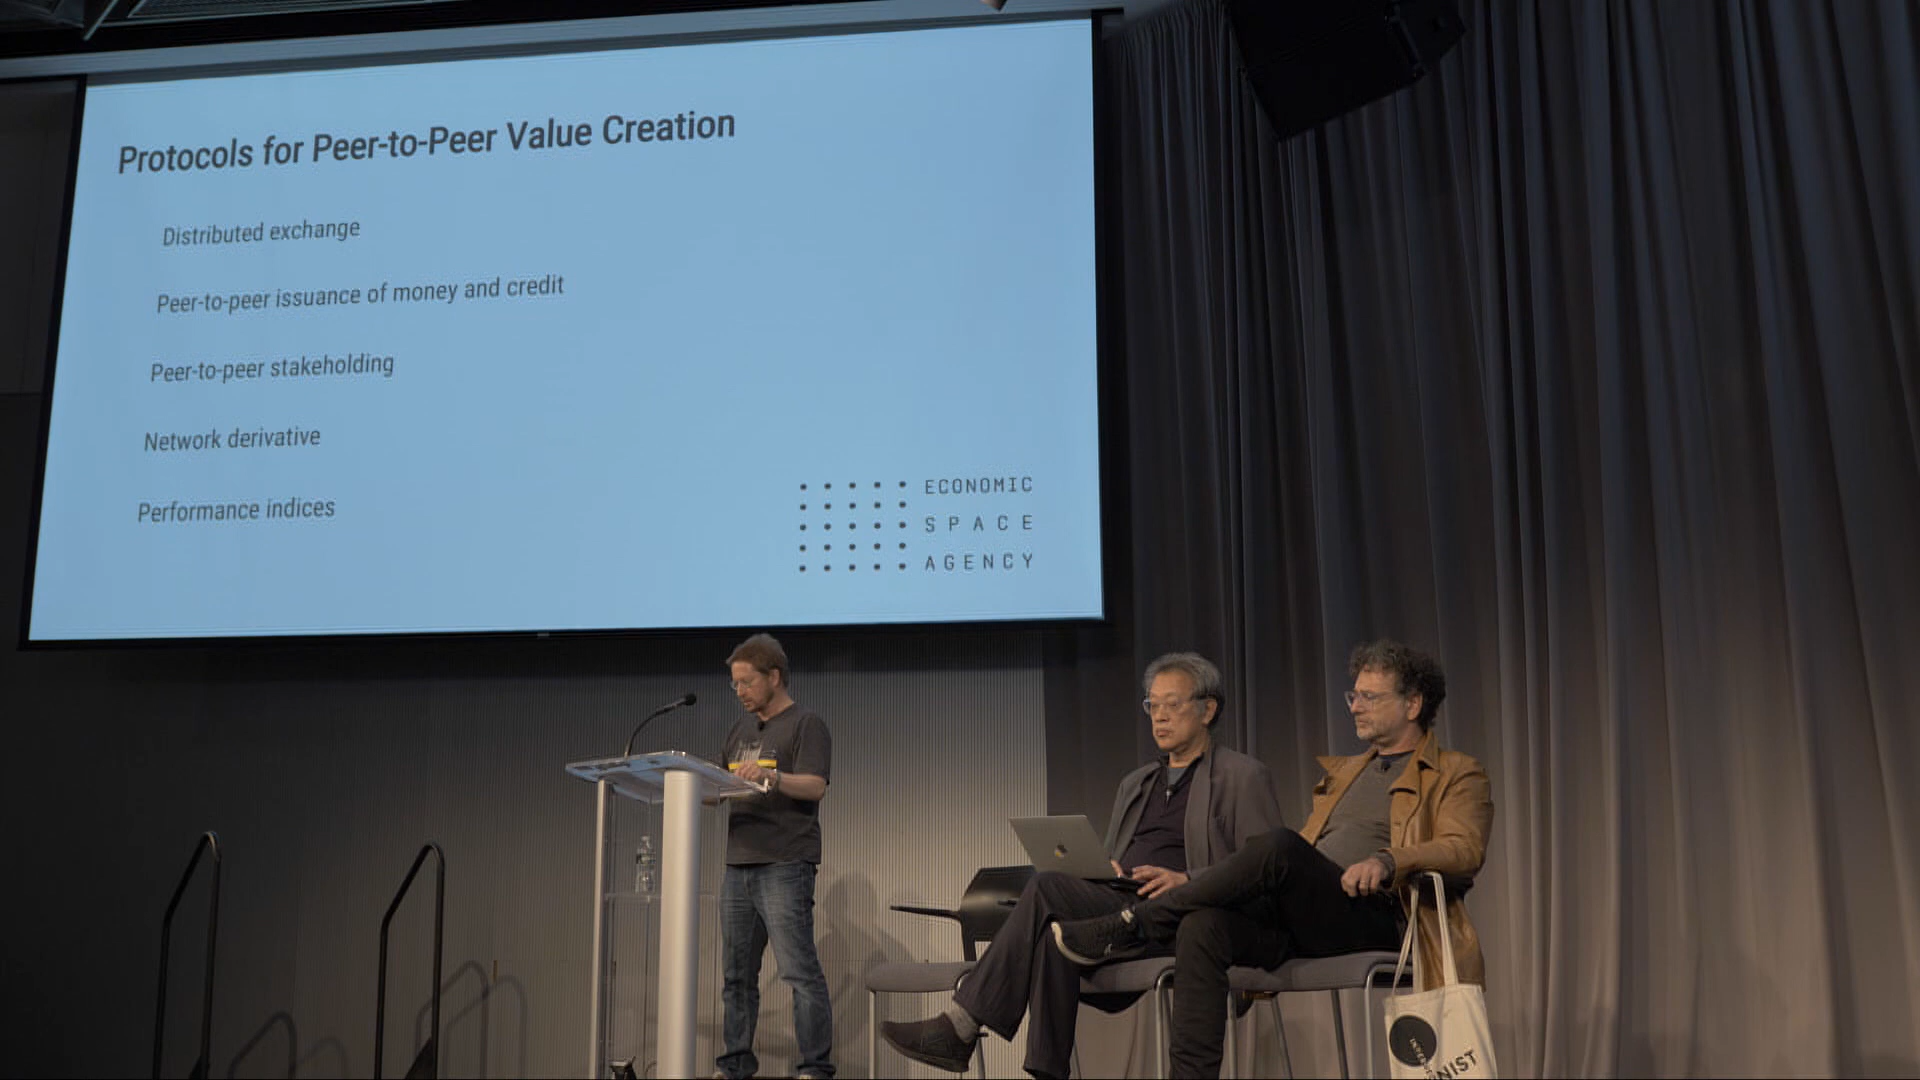 Protocols for Peer-to-Peer Value Creation
Distributed exchange
Peer-to-peer issuance of money and credit
Peer-to-peer stakeholding
Network derivative
Performance indices
ECONOMIC
SPACE
AGENCY